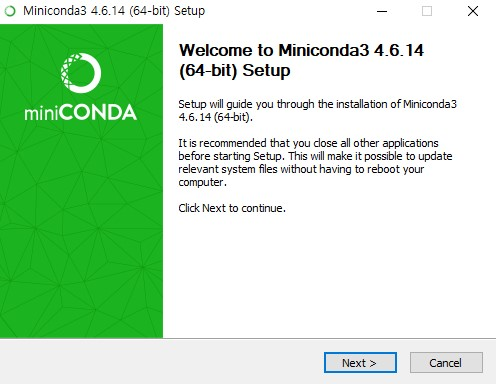 Miniconda3 4.6.14 (64-bit) Setup
miniCONDA
Welcome to Miniconda3 4.6.14
(64-bit) Setup
Setup will guide you through the installation of Miniconda3
4.6.14 (64-bit).
It is recommended that you close all other applications
before starting Setup. This will make it possible to update
relevant system files without having to reboot your
computer.
Click Next to continue.
Next >
Cancel